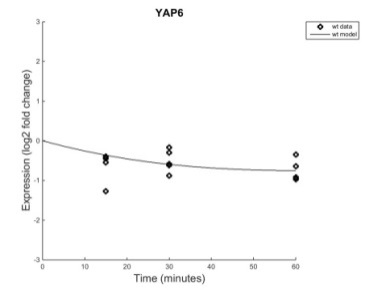 YAP6
wt data
wt model
3
2
1
0
-1
-2
-3
Expression (log2 fold change)
0 10 20 30 40 50 60
Time (minutes)